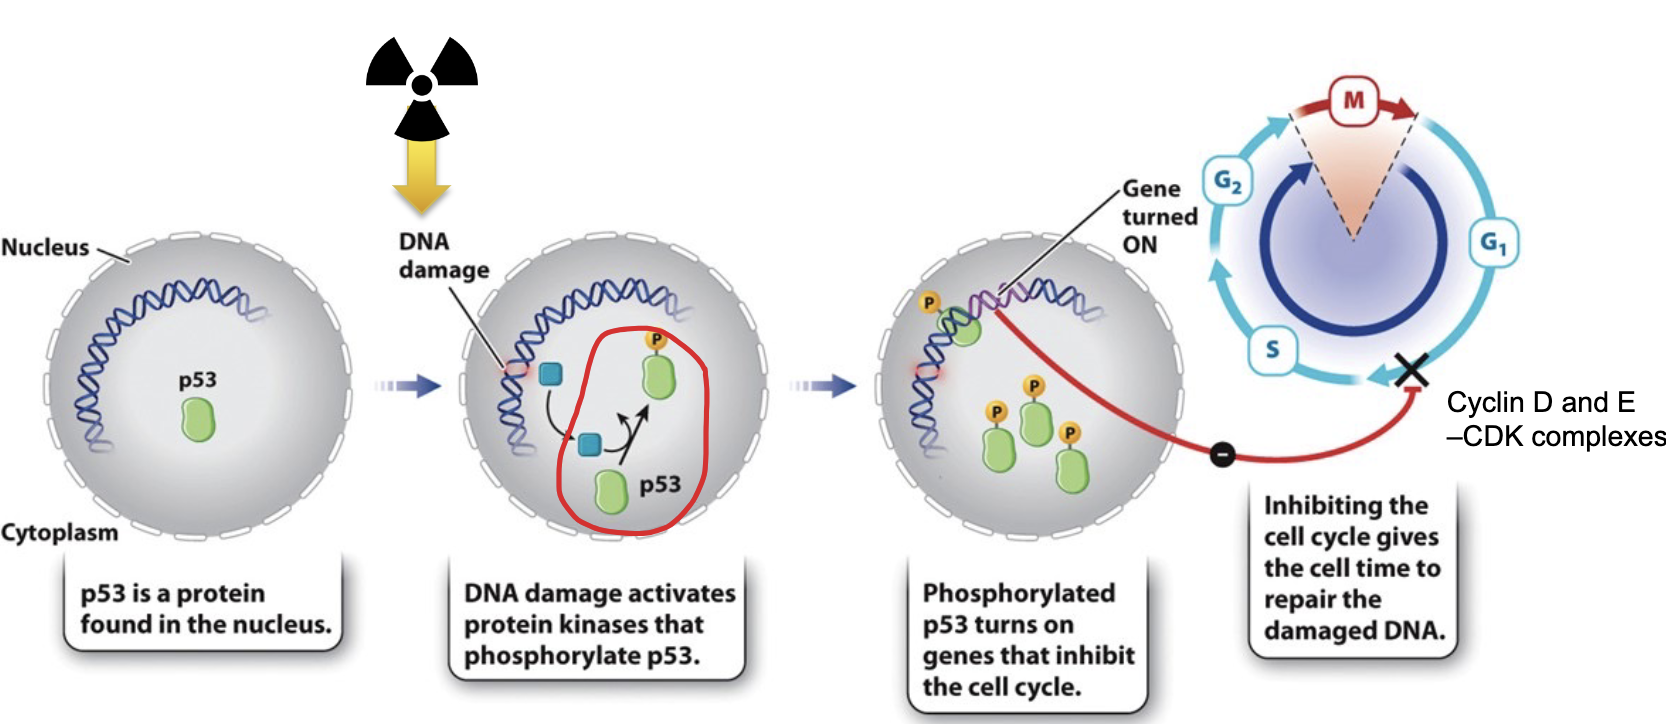 Nucleus
p53
Cytoplasm
p53 is a protein
found in the nucleus.
DNA
damage
P
p53
DNA damage activates
protein kinases that
phosphorylate p53.
Gene
turned
ON
P
P
P
P
Phosphorylated
p53 turns on
genes that inhibit
the cell cycle.
M
G2
G1
S
Cyclin D and E
–CDK complexes
–
Inhibiting the
cell cycle gives
the cell time to
repair the
damaged DNA.